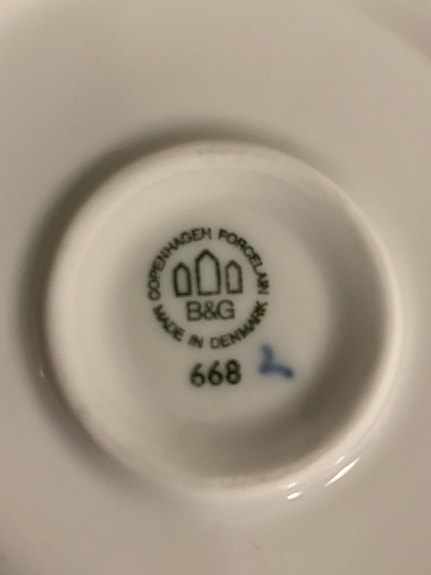 COPENHAGEN PORCELAIN
B&G
MADE IN DENMARK
668